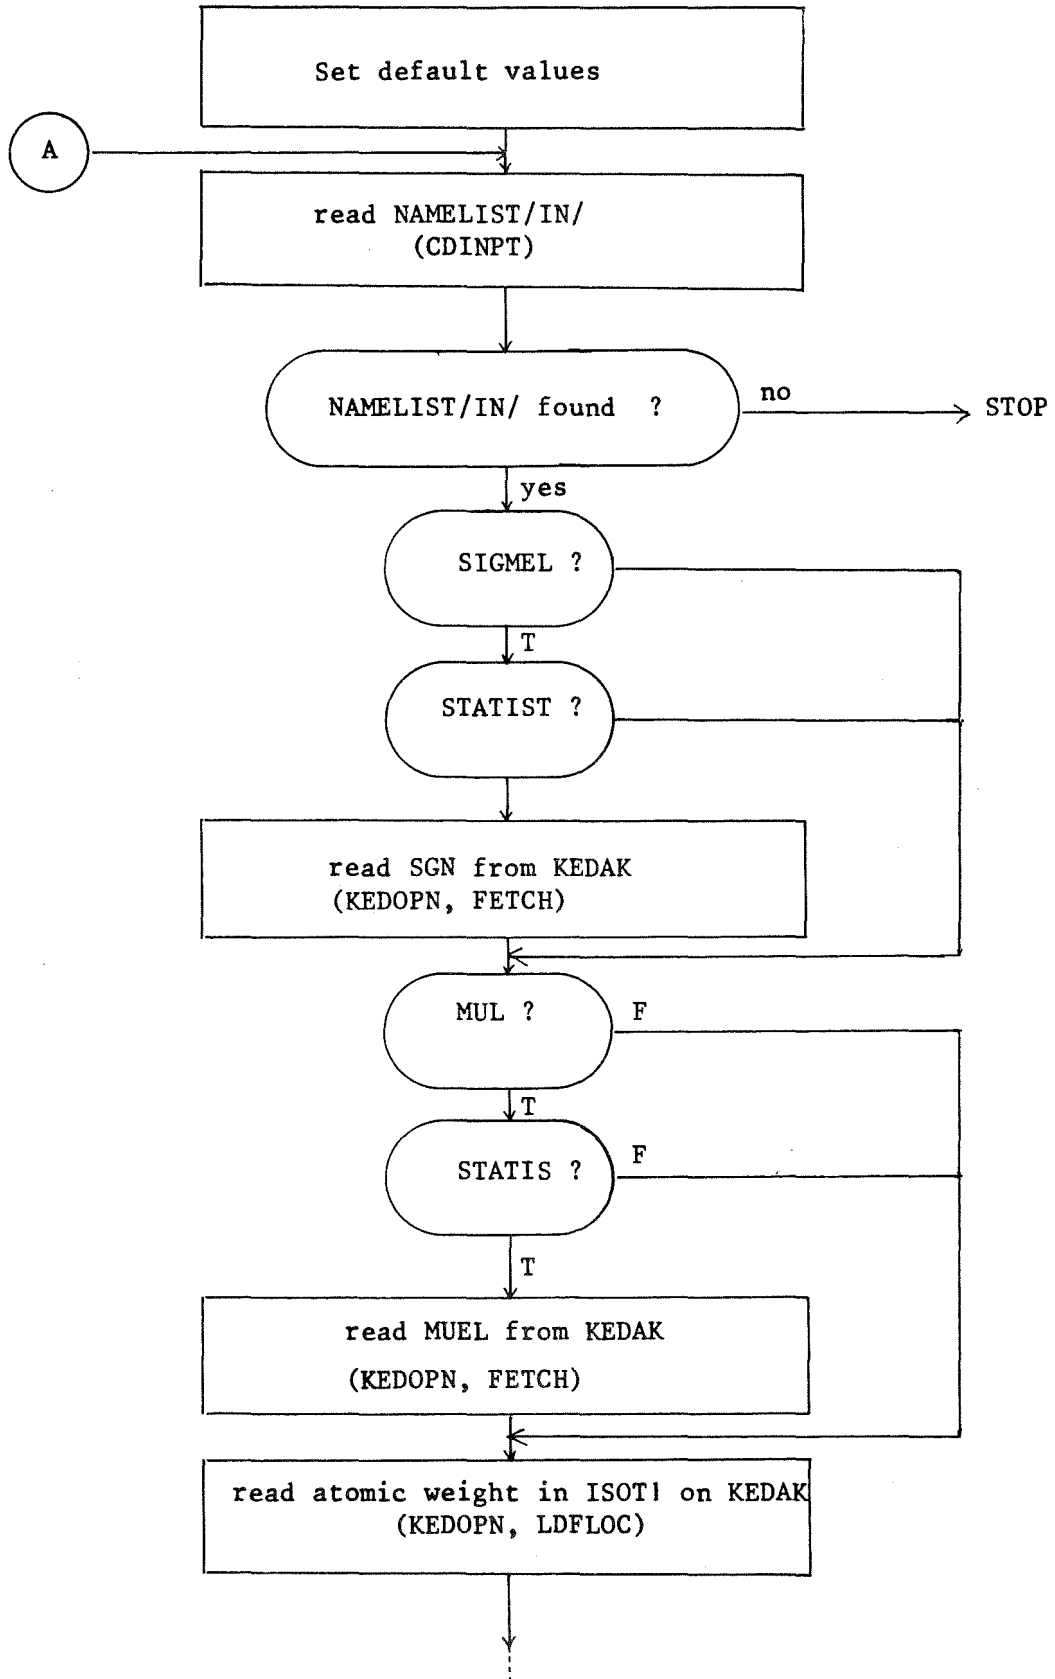 Set default values
A
read NAMELIST/IN/
(CDINPT)
NAMELIST/IN/ found ?
no
STOP
yes
SIGMEL ?
T
STATIST ?
read SGN from KEDAK
(KEDOPN, FETCH)
MUL ?
F
T
STATIS ?
F
T
read MUEL from KEDAK
(KEDOPN, FETCH)
read atomic weight in ISOT1 on KEDAK
(KEDOPN, LDFLOC)